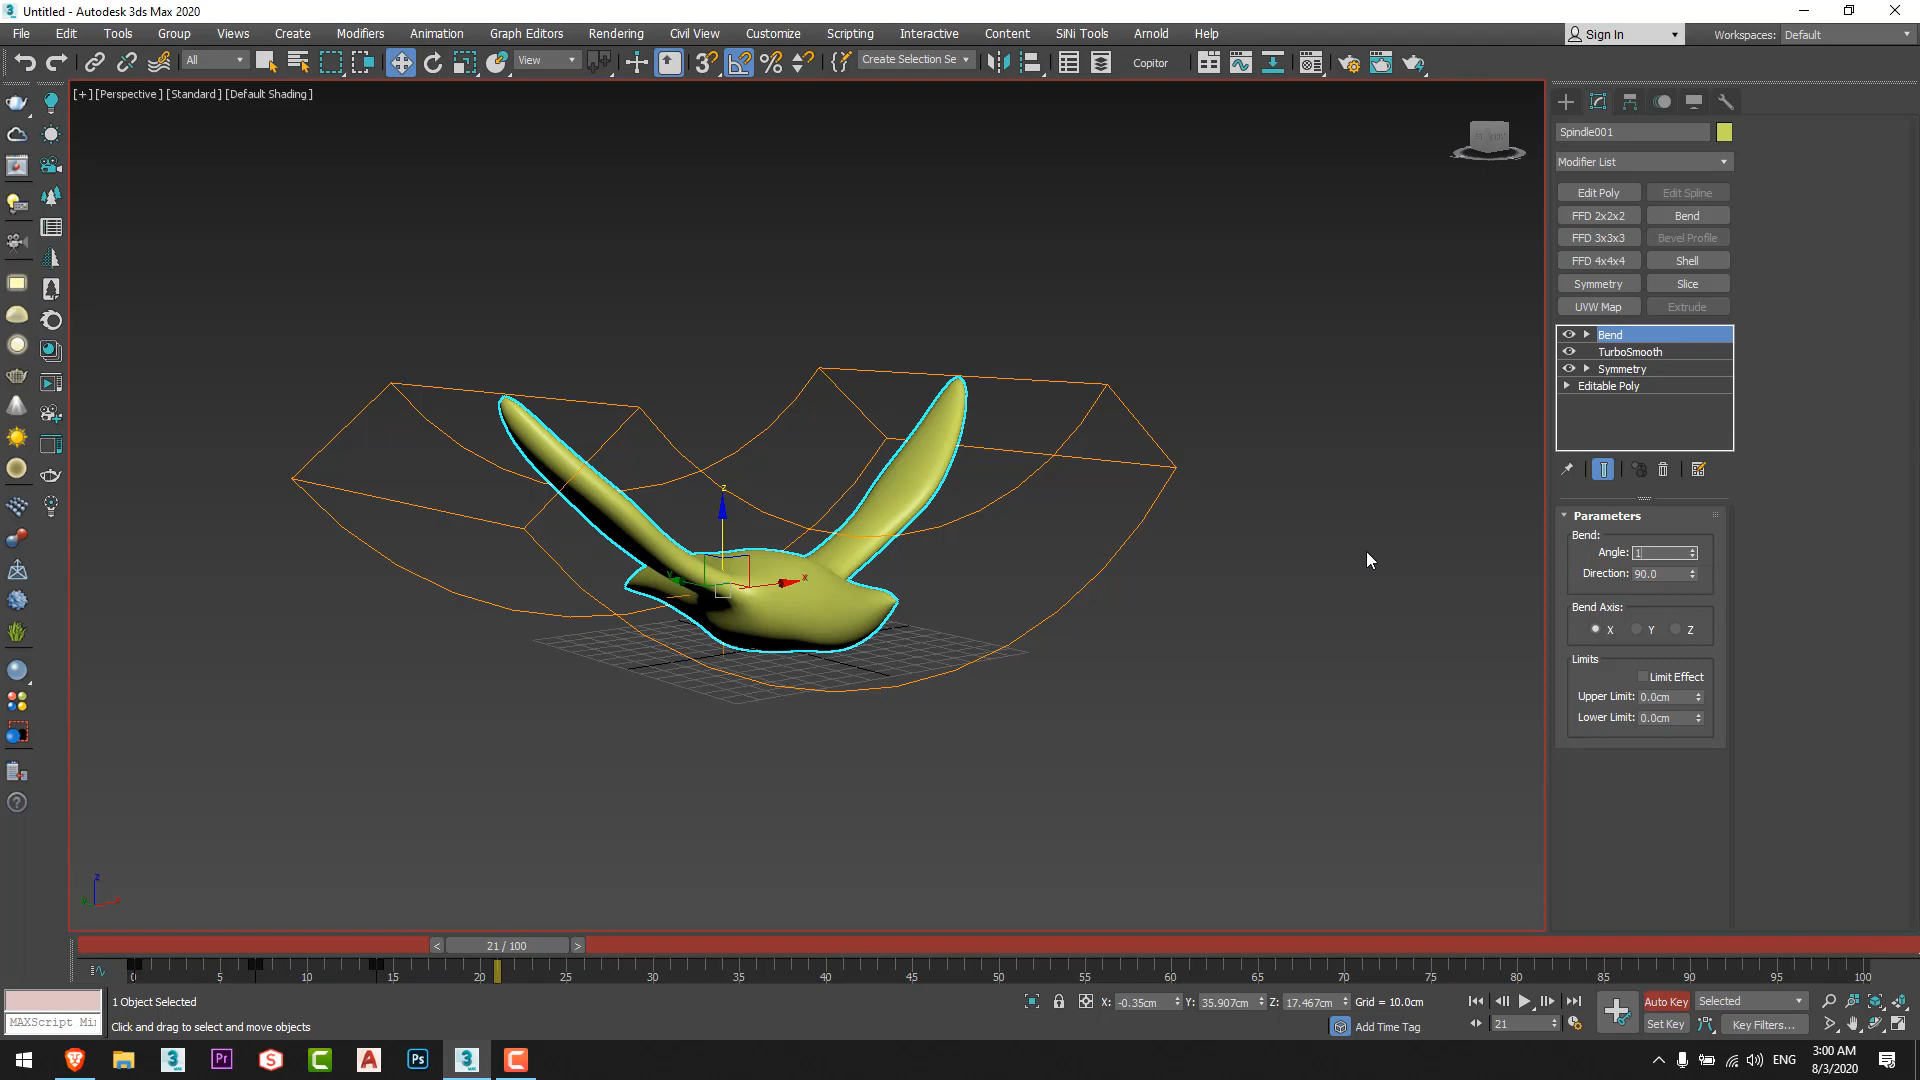 Untitled - Autodesk 3ds Max 2020
File Edit Tools Group Views Create Modifiers Animation Graph Editors Rendering Civil View Customize Scripting Interactive Content SiNi Tools Arnold Help
Sign In
Workspaces: Default
All
View
Create Selection Se
Copitor
[+] [Perspective] [Standard] [Default Shading]
Spindle001
Modifier List
Edit Poly Edit Spline
FFD 2x2x2 Bend
FFD 3x3x3 Bevel Profile
FFD 4x4x4 Shell
Symmetry Slice
UVW Map Extrude
Bend
TurboSmooth
Symmetry
Editable Poly
Parameters
Bend:
Angle: 1
Direction: 90.0
Bend Axis:
X Y Z
Limits
Limit Effect
Upper Limit: 0.0cm
Lower Limit: 0.0cm
z
x
z
< 21 / 100 >
0 5 10 15 20 25 30 35 40 45 50 55 60 65 70 75 80 85 90 95 100
1 Object Selected
X: -0.35cm Y: 35.907cm Z: 17.467cm Grid = 10.0cm
Auto Key Selected
MAXScript Mi
Click and drag to select and move objects
Add Time Tag
21
Set Key Key Filters...
Pr
S
C
A
Ps
3
C
ENG
3:00 AM
8/3/2020